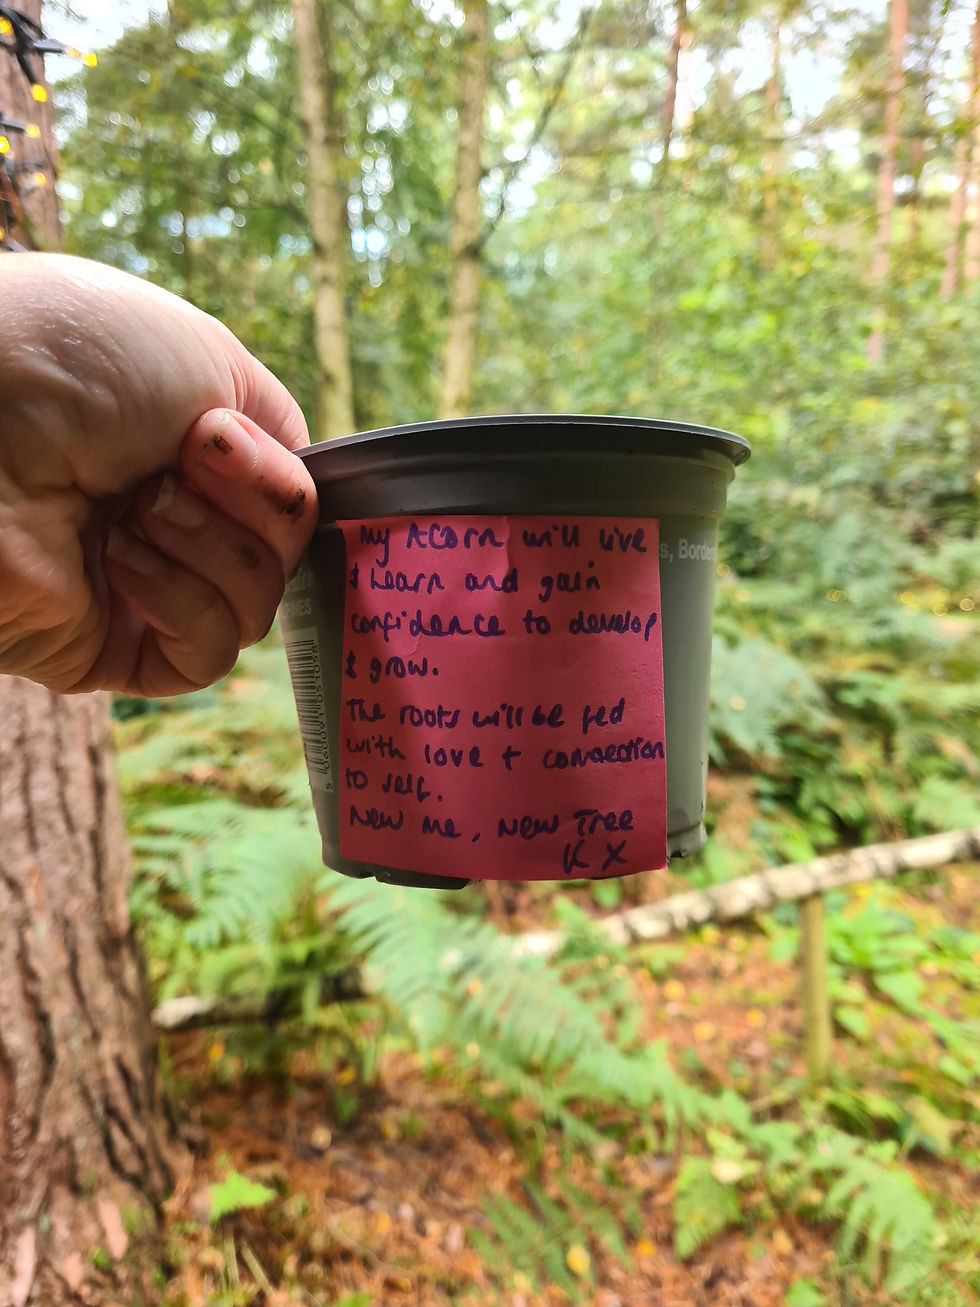 My Acorn will live
& Learn and gain
confidence to develop
& grow.
The roots will be fed
with love + connection
to self.
New Me, New Tree
K X
s, Border